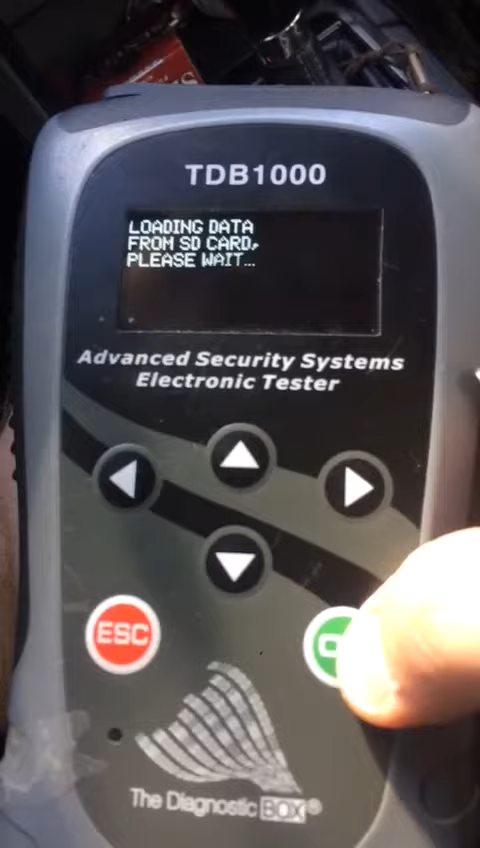 TDB1000
LOADING DATA
FROM SD CARD,
PLEASE WAIT...
Advanced Security Systems
Electronic Tester
ESC
The Diagnostic BOX®